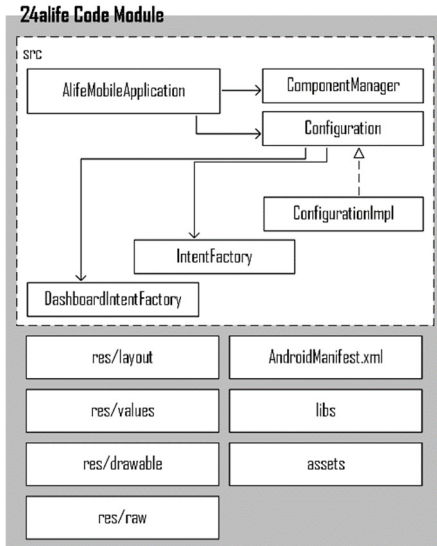 24alife Code Module
src
AlifeMobileApplication
ComponentManager
Configuration
ConfigurationImpl
IntentFactory
DashboardIntentFactory
res/layout
AndroidManifest.xml
res/values
libs
res/drawable
assets
res/raw